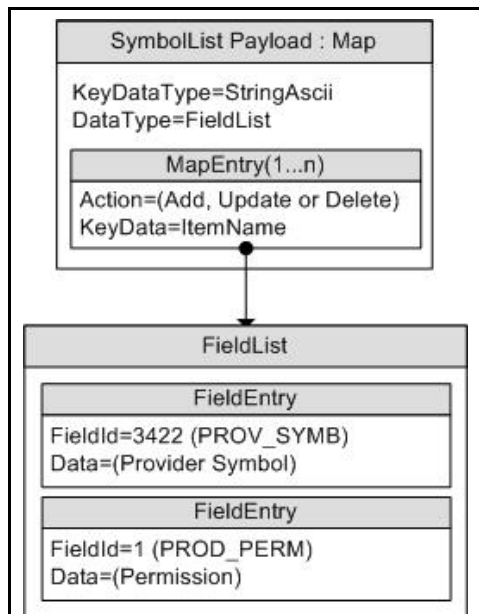 SymbolList Payload : Map
KeyDataType=StringAscii
DataType=FieldList
MapEntry(1...n)
Action=(Add, Update or Delete)
KeyData=ItemName
FieldList
FieldEntry
FieldId=3422 (PROV_SYMB)
Data=(Provider Symbol)
FieldEntry
FieldId=1 (PROD_PERM)
Data=(Permission)